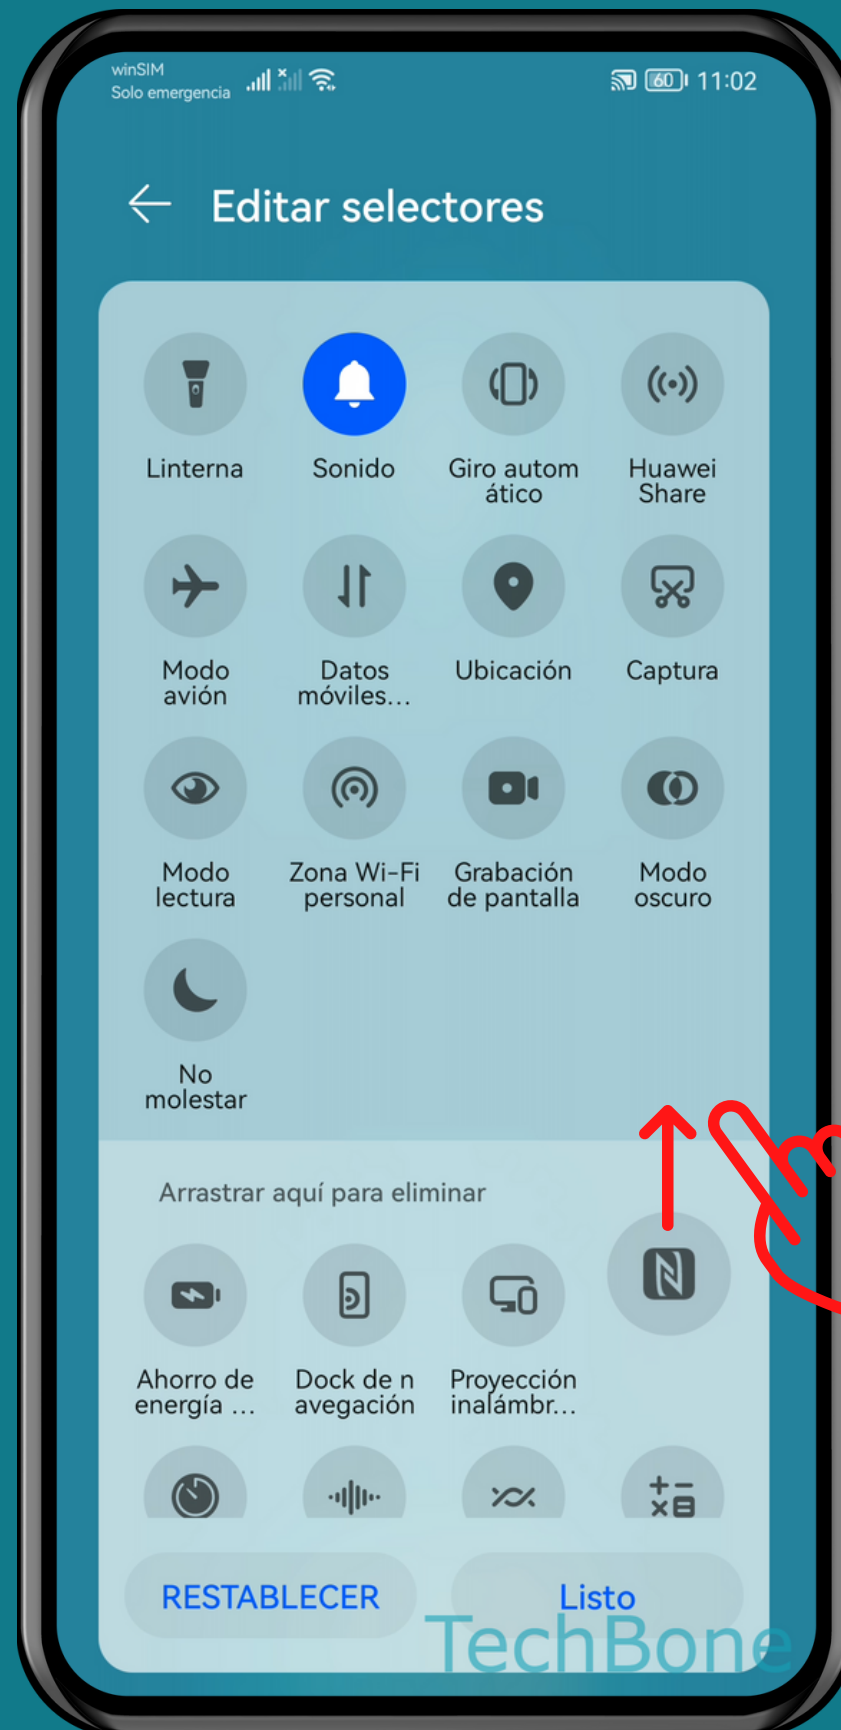 winSIM
Solo emergencia
60 11:02
Editar selectores
Linterna Sonido Giro autom Huawei
ático Share
Modo Datos Ubicación Captura
avión móviles...
Modo Zona Wi-Fi Grabación Modo
lectura personal de pantalla oscuro
No
molestar
Arrastrar aquí para eliminar
Ahorro de Dock de n Proyección
energía ... avegación inalámbr...
RESTABLECER Listo
TechBone